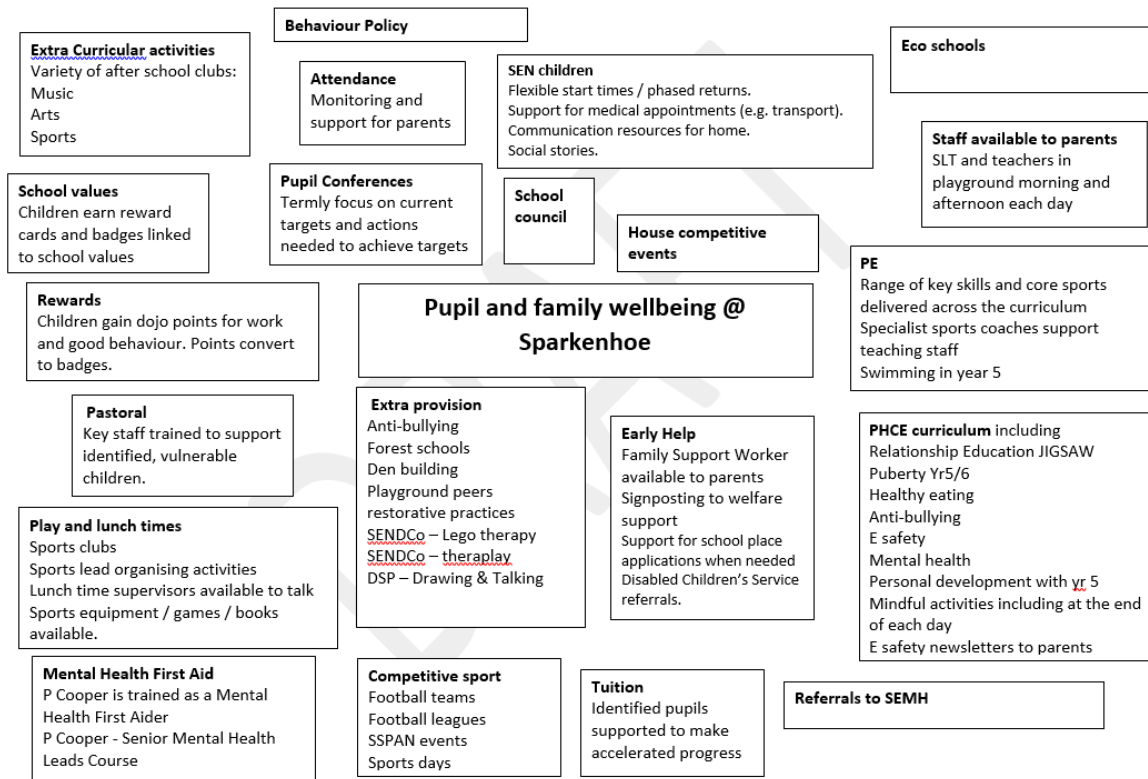 Behaviour Policy
Extra Curricular activities
Variety of after school clubs:
Music
Arts
Sports
Attendance
Monitoring and
support for parents
SEN children
Flexible start times / phased returns.
Support for medical appointments (e.g. transport).
Communication resources for home.
Social stories.
Eco schools
Staff available to parents
SLT and teachers in
playground morning and
afternoon each day
School values
Children earn reward
cards and badges linked
to school values
Pupil Conferences
Termly focus on current
targets and actions
needed to achieve targets
School
council
House competitive
events
PE
Range of key skills and core sports
delivered across the curriculum
Specialist sports coaches support
teaching staff
Swimming in year 5
Rewards
Children gain dojo points for work
and good behaviour. Points convert
to badges.
Pupil and family wellbeing @
Sparkenhoe
Pastoral
Key staff trained to support
identified, vulnerable
children.
Extra provision
Anti-bullying
Forest schools
Den building
Playground peers
restorative practices
SENDCo – Lego therapy
SENDCo – theraplay
DSP – Drawing & Talking
Early Help
Family Support Worker
available to parents
Signposting to welfare
support
Support for school place
applications when needed
Disabled Children's Service
referrals.
PHCE curriculum including
Relationship Education JIGSAW
Puberty Yr5/6
Healthy eating
Anti-bullying
E safety
Mental health
Personal development with yr 5
Mindful activities including at the end
of each day
E safety newsletters to parents
Play and lunch times
Sports clubs
Sports lead organising activities
Lunch time supervisors available to talk
Sports equipment / games / books
available.
Mental Health First Aid
P Cooper is trained as a Mental
Health First Aider
P Cooper - Senior Mental Health
Leads Course
Competitive sport
Football teams
Football leagues
SSPAN events
Sports days
Tuition
Identified pupils
supported to make
accelerated progress
Referrals to SEMH
DRAFT